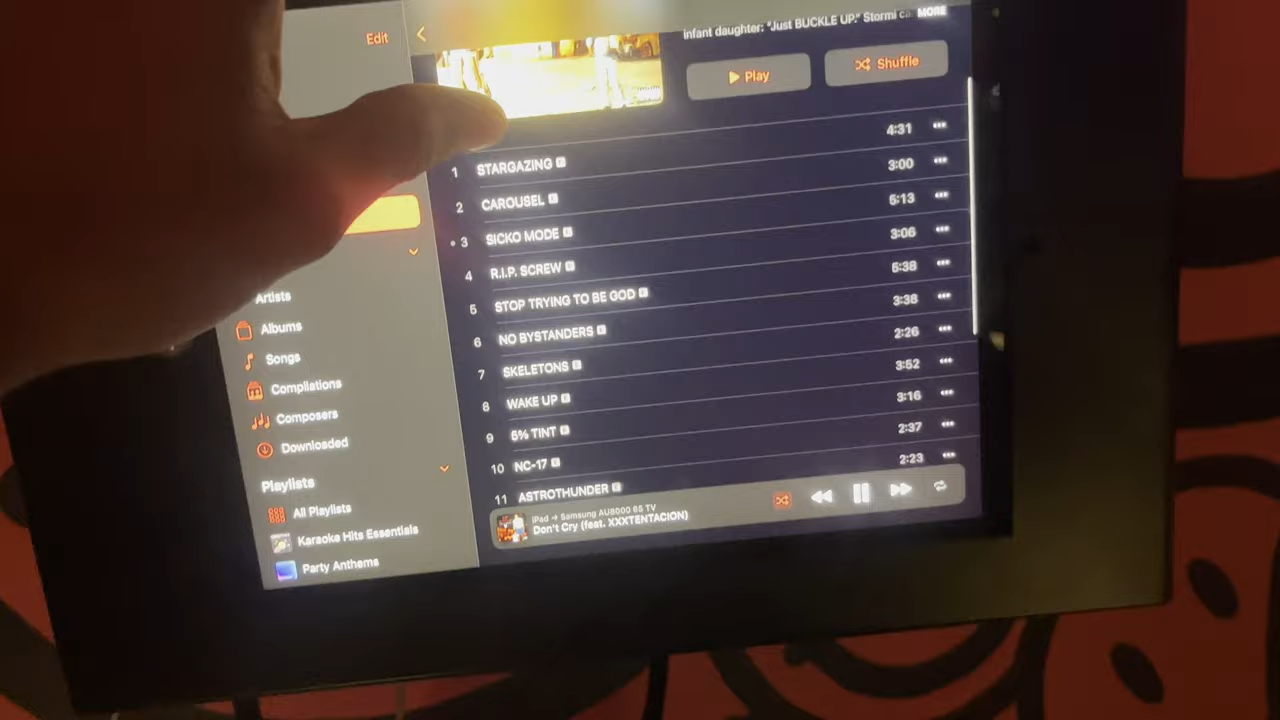 Edit
infant daughter: "Just BUCKLE UP." Stormi ca MORE
Play
Shuffle
1 STARGAZING E 4:31
2 CAROUSEL E 3:00
3 SICKO MODE E 5:13
4 R.I.P. SCREW E 3:06
5 STOP TRYING TO BE GOD E 5:38
6 NO BYSTANDERS E 3:38
7 SKELETONS E 2:26
8 WAKE UP E 3:52
9 5% TINT E 3:16
10 NC-17 E 2:37
11 ASTROTHUNDER E 2:23
Artists
Albums
Songs
Compilations
Composers
Downloaded
Playlists
All Playlists
Karaoke Hits Essentials
Party Anthems
iPad → Samsung AU8000 65 TV
Don't Cry (feat. XXXTENTACION)